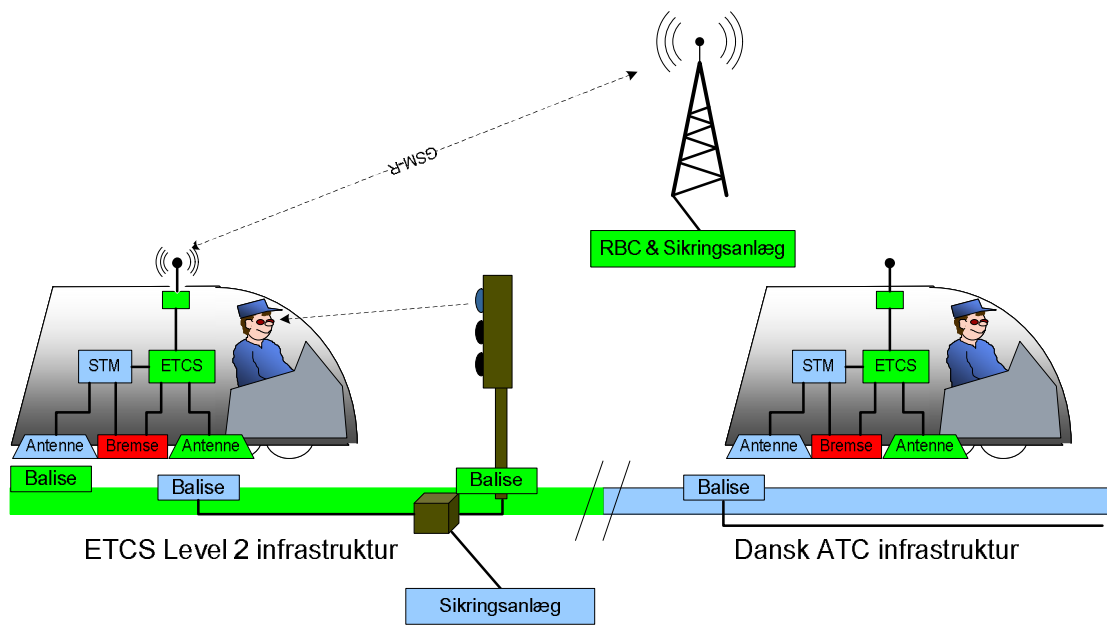 GSM-R
RBC & Sikringsanlæg
STM
ETCS
STM
ETCS
Antenne
Bremse
Antenne
Antenne
Bremse
Antenne
Balise
Balise
Balise
Balise
ETCS Level 2 infrastruktur
Dansk ATC infrastruktur
Sikringsanlæg